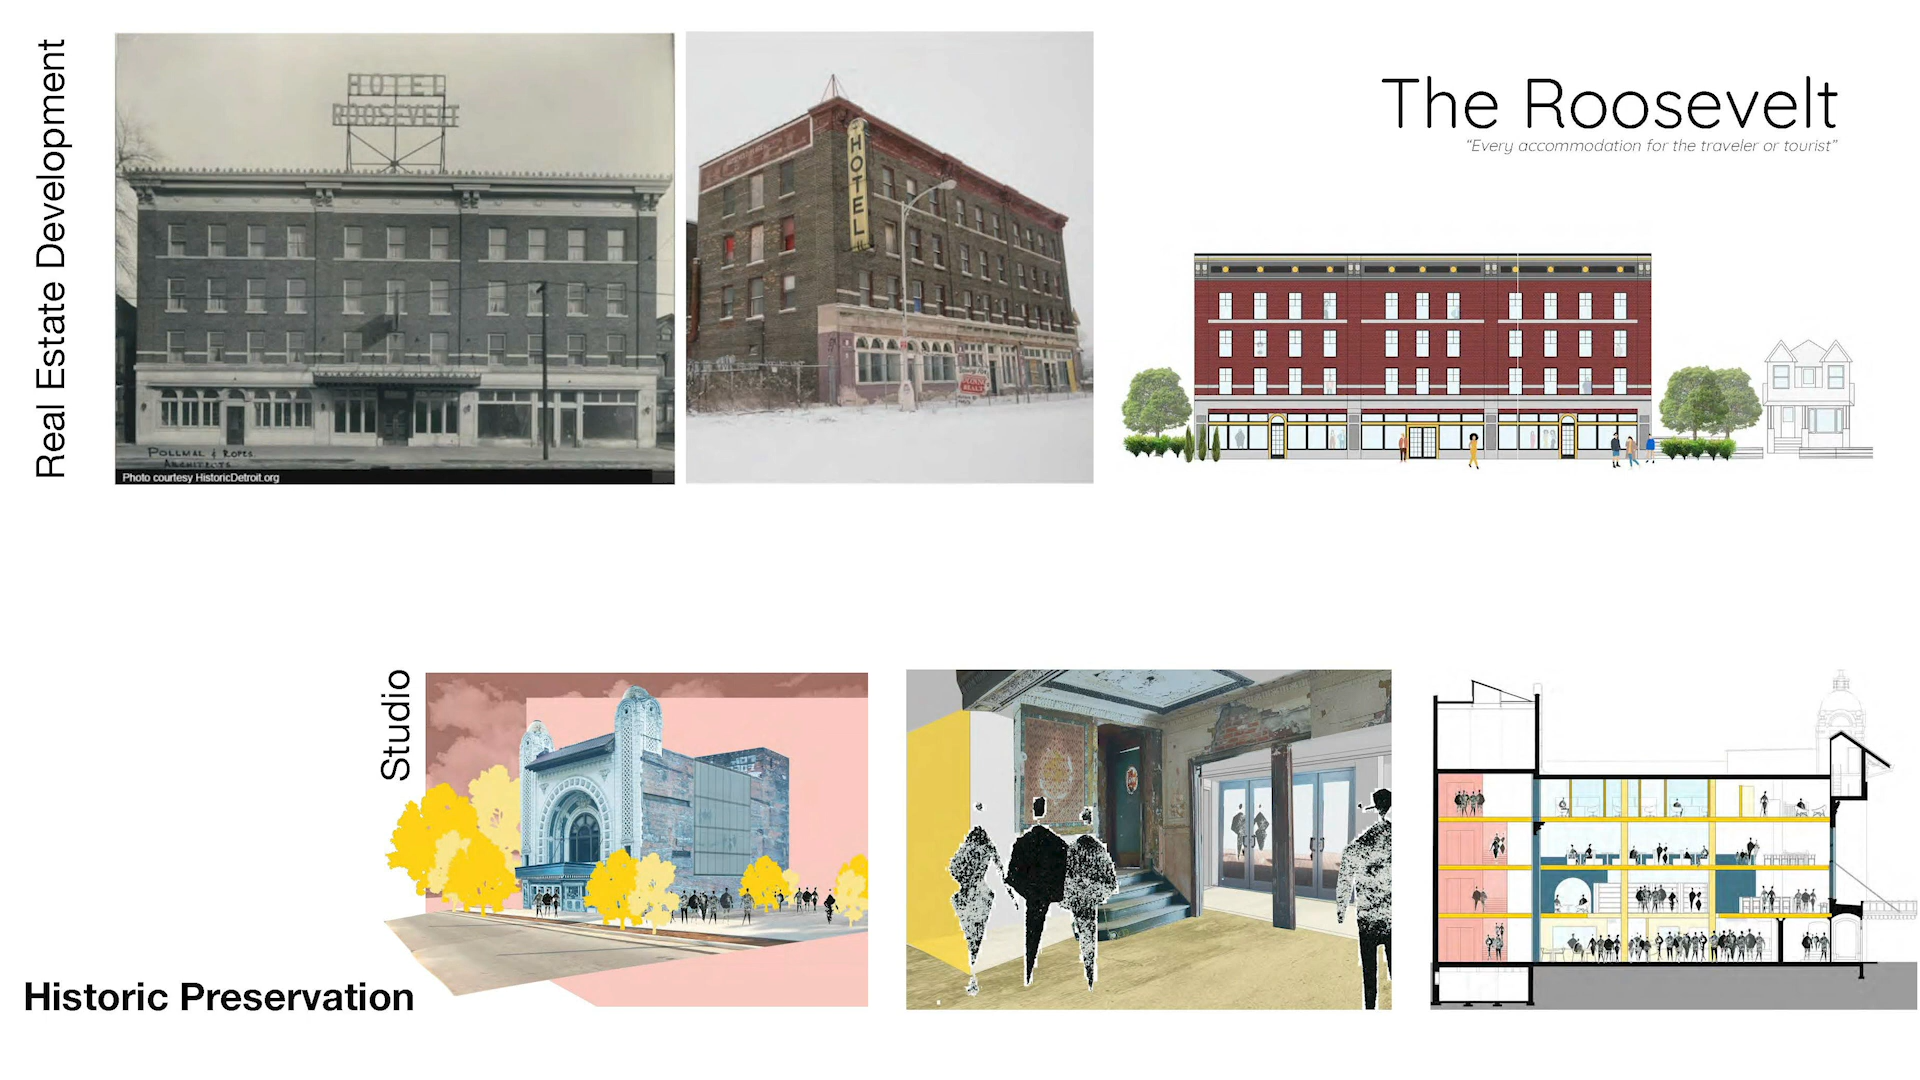 Real Estate Development
HOTEL
ROOSEVELT
POLLMAR & ROPES
ARCHITECTS
Photo courtesy HistoricDetroit.org
HOTEL
The Roosevelt
“Every accommodation for the traveler or tourist”
Studio
Historic Preservation